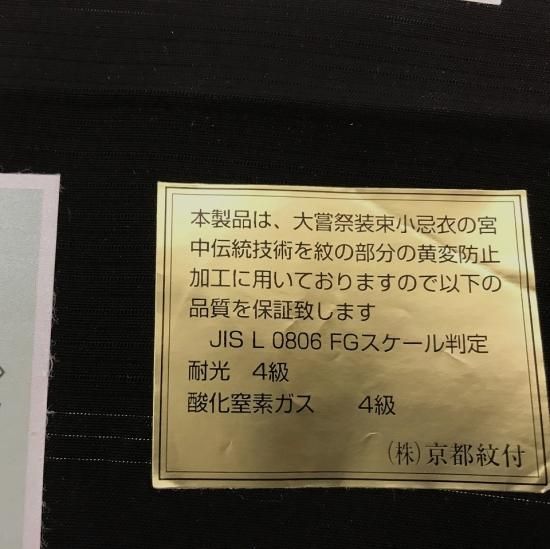 本製品は、大嘗祭装束小忌衣の宮
中伝統技術を紋の部分の黄変防止
加工に用いておりますので以下の
品質を保証致します
JIS L 0806 FGスケール判定
耐光 4級
酸化窒素ガス 4級
(株)京都紋付